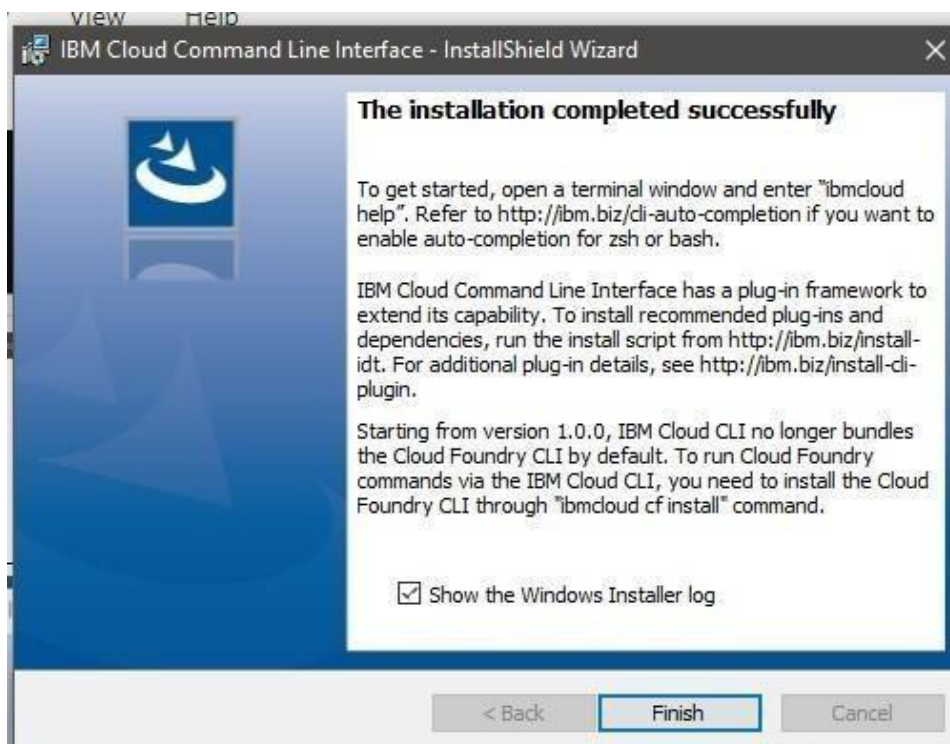 View Help
IBM Cloud Command Line Interface - InstallShield Wizard
The installation completed successfully
To get started, open a terminal window and enter "ibmcloud
help". Refer to http://ibm.biz/cli-auto-completion if you want to
enable auto-completion for zsh or bash.
IBM Cloud Command Line Interface has a plug-in framework to
extend its capability. To install recommended plug-ins and
dependencies, run the install script from http://ibm.biz/install-
idt. For additional plug-in details, see http://ibm.biz/install-cli-
plugin.
Starting from version 1.0.0, IBM Cloud CLI no longer bundles
the Cloud Foundry CLI by default. To run Cloud Foundry
commands via the IBM Cloud CLI, you need to install the Cloud
Foundry CLI through "ibmcloud cf install" command.
Show the Windows Installer log
< Back Finish Cancel